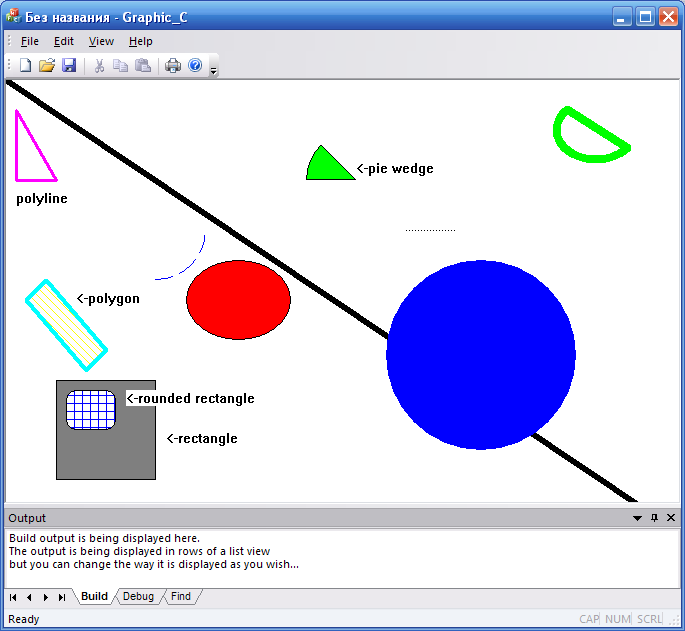 Без названия - Graphic_C
File Edit View Help
<-pie wedge
polyline
<-polygon
<-rounded rectangle
<-rectangle
Output
Build output is being displayed here.
The output is being displayed in rows of a list view
but you can change the way it is displayed as you wish...
Build Debug Find
Ready CAP NUM SCRL